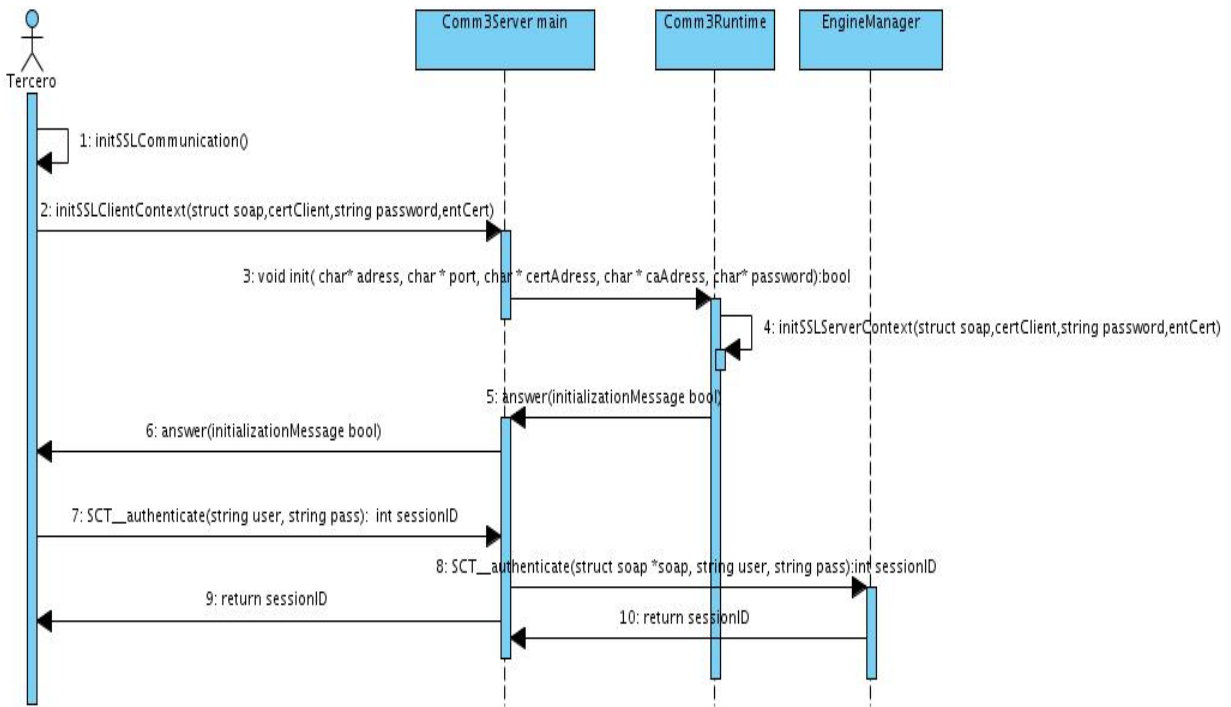 Comm3Server main
Comm3Runtime
EngineManager
Tercero
1: initSSLCommunication()
2: initSSLClientContext(struct soap,certClient,string password,entCert)
3: void init( char* adress, char * port, char * certAdress, char * caAdress, char* password):bool
4: initSSLServerContext(struct soap,certClient,string password,entCert)
5: answer(initializationMessage bool)
6: answer(initializationMessage bool)
7: SCT__authenticate(string user, string pass): int sessionID
8: SCT__authenticate(struct soap *soap, string user, string pass):int sessionID
9: return sessionID
10: return sessionID